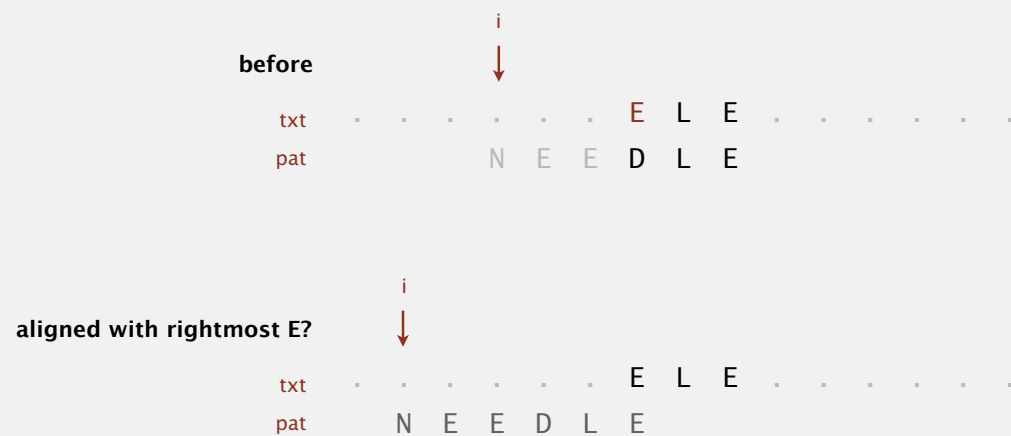 i
before
txt . . . . . . E L E . . . . . .
pat N E E D L E
i
aligned with rightmost E?
txt . . . . . . E L E . . . . . .
pat N E E D L E